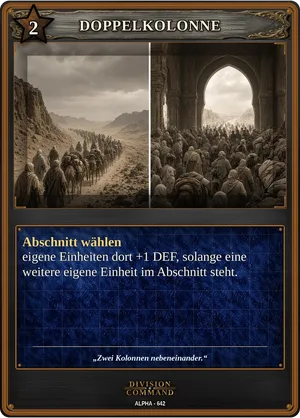 2
DOPPELKOLONNE
Abschnitt wählen
eigene Einheiten dort +1 DEF, solange eine
weitere eigene Einheit im Abschnitt steht.
„Zwei Kolonnen nebeneinander.“
DIVISION
COMMAND
ALPHA - 642